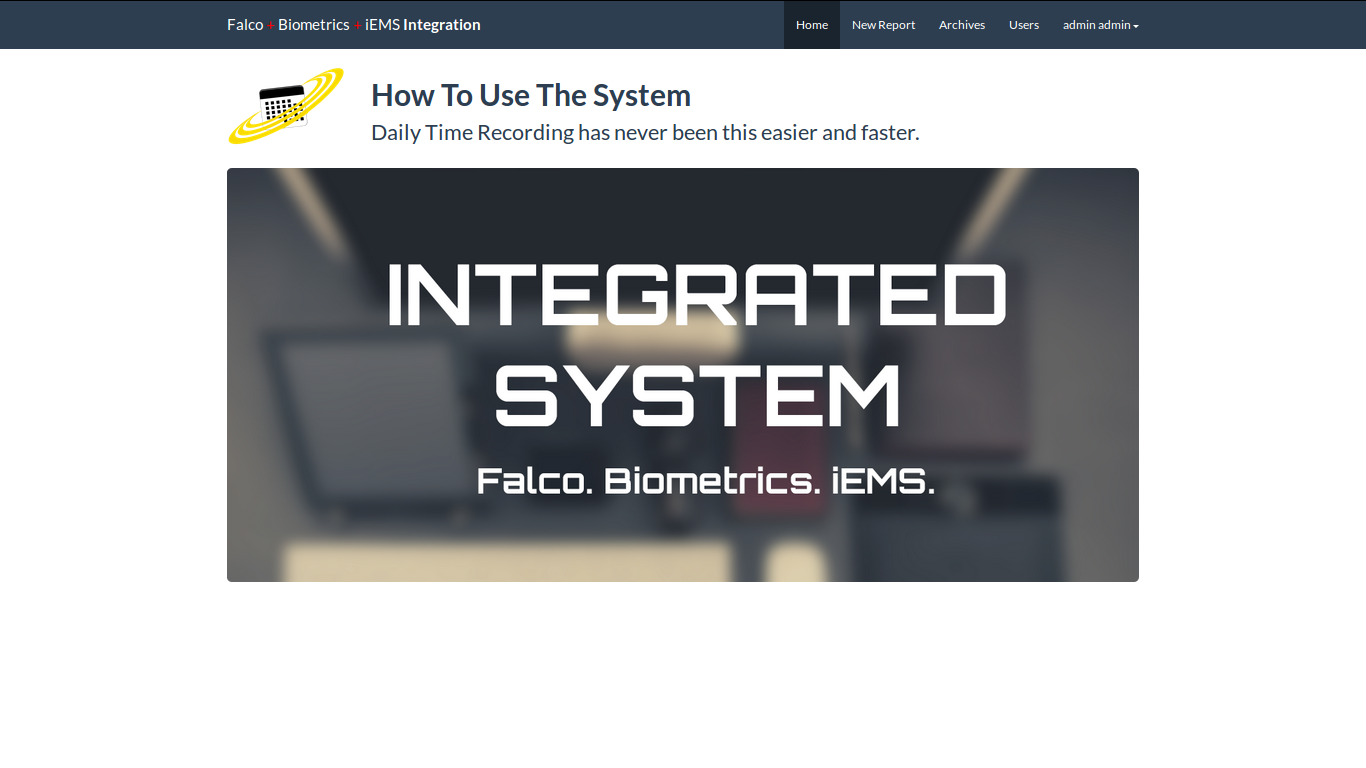 Falco + Biometrics + iEMS Integration
Home New Report Archives Users admin admin
How To Use The System
Daily Time Recording has never been this easier and faster.
INTEGRATED
SYSTEM
Falco. Biometrics. iEMS.